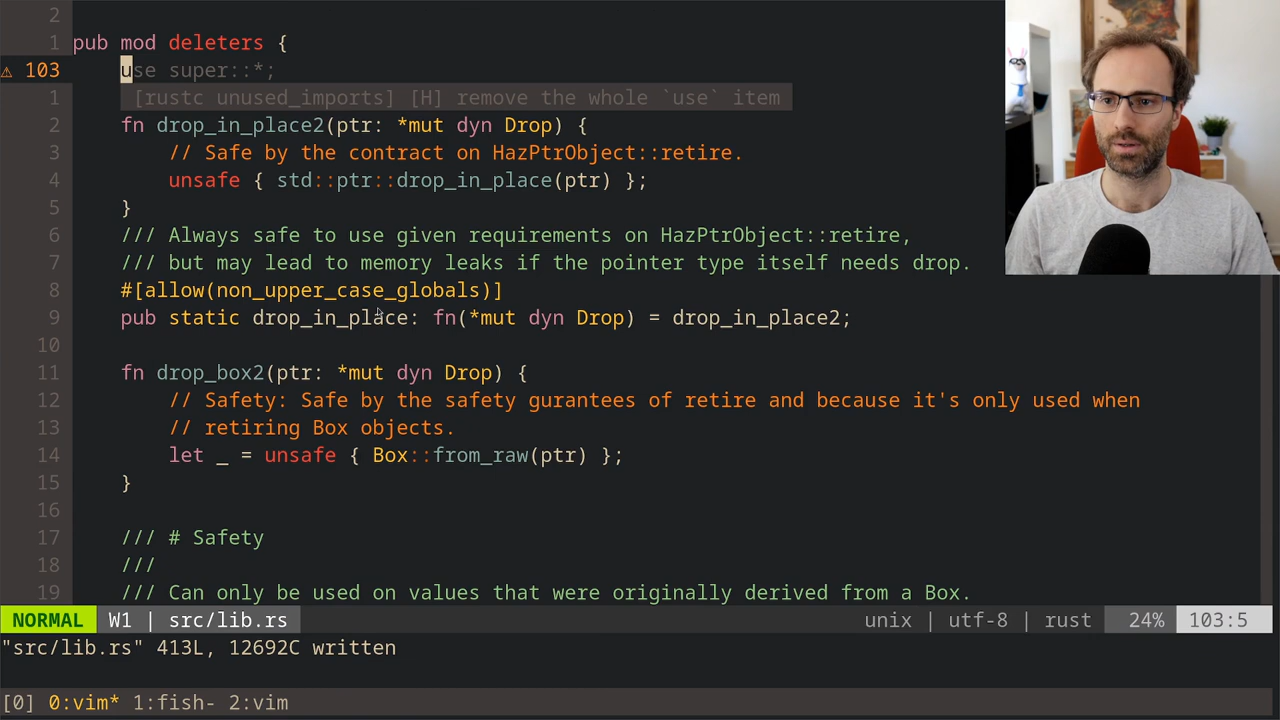 2
1 pub mod deleters {
⚠ 103 use super::*;
1 [rustc unused_imports] [H] remove the whole `use` item
2 fn drop_in_place2(ptr: *mut dyn Drop) {
3 // Safe by the contract on HazPtrObject::retire.
4 unsafe { std::ptr::drop_in_place(ptr) };
5 }
6 /// Always safe to use given requirements on HazPtrObject::retire,
7 /// but may lead to memory leaks if the pointer type itself needs drop.
8 #[allow(non_upper_case_globals)]
9 pub static drop_in_place: fn(*mut dyn Drop) = drop_in_place2;
10
11 fn drop_box2(ptr: *mut dyn Drop) {
12 // Safety: Safe by the safety gurantees of retire and because it's only used when
13 // retiring Box objects.
14 let _ = unsafe { Box::from_raw(ptr) };
15 }
16
17 /// # Safety
18 ///
19 /// Can only be used on values that were originally derived from a Box.
NORMAL W1 | src/lib.rs unix | utf-8 | rust 24% 103:5
"src/lib.rs" 413L, 12692C written
[0] 0:vim* 1:fish- 2:vim